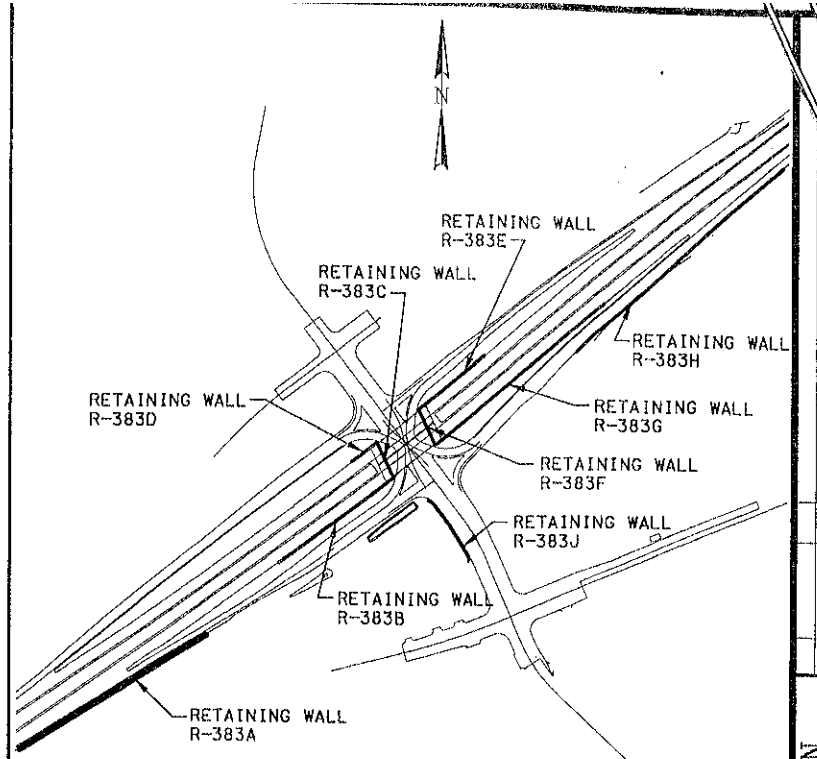 N
RETAINING WALL
R-383E
RETAINING WALL
R-383C
RETAINING WALL
R-383H
RETAINING WALL
R-383D
RETAINING WALL
R-383G
RETAINING WALL
R-383F
RETAINING WALL
R-383J
RETAINING WALL
R-383B
RETAINING WALL
R-383A